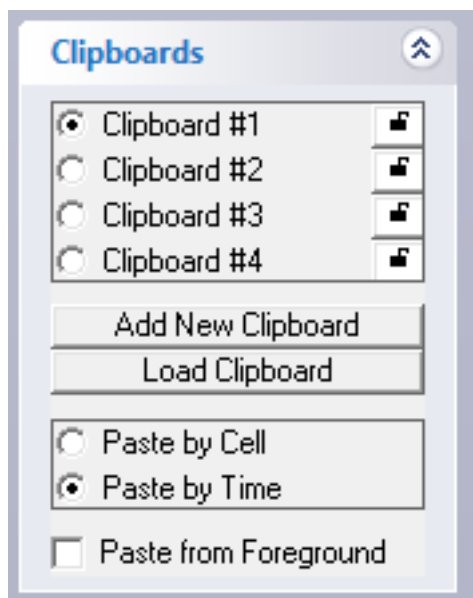 Clipboards
Clipboard #1
Clipboard #2
Clipboard #3
Clipboard #4
Add New Clipboard
Load Clipboard
Paste by Cell
Paste by Time
Paste from Foreground